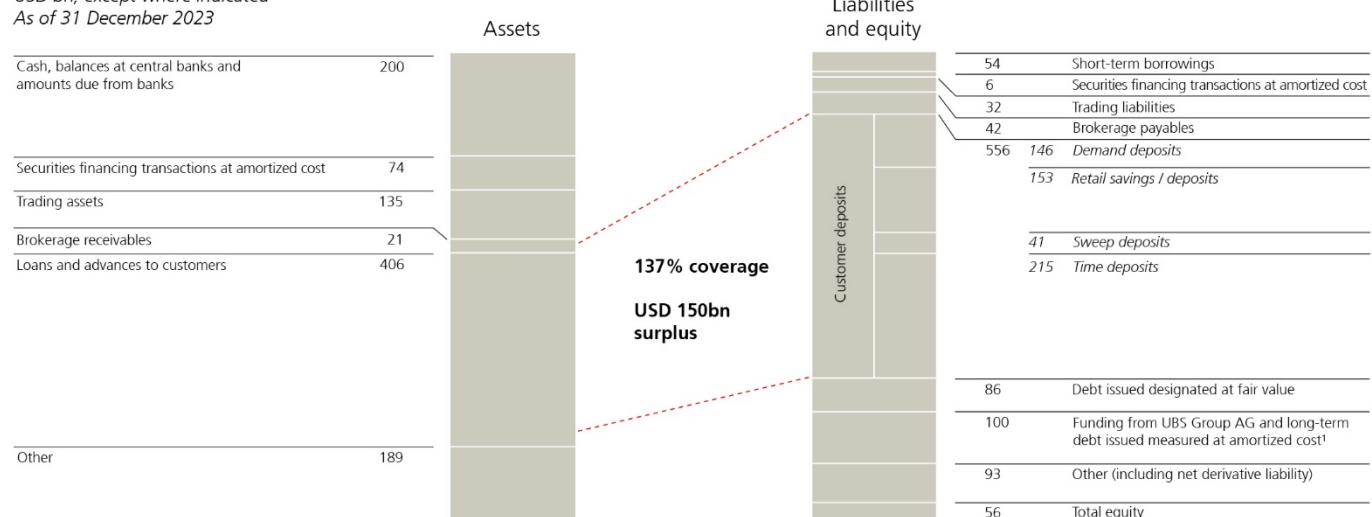 USD bn, except where indicated
As of 31 December 2023
Assets
Liabilities
and equity
Cash, balances at central banks and
amounts due from banks
200
Securities financing transactions at amortized cost
74
Trading assets
135
Brokerage receivables
21
Loans and advances to customers
406
Other
189
137% coverage
USD 150bn
surplus
Customer deposits
54 Short-term borrowings
6 Securities financing transactions at amortized cost
32 Trading liabilities
42 Brokerage payables
556 146 Demand deposits
153 Retail savings / deposits
41 Sweep deposits
215 Time deposits
86 Debt issued designated at fair value
100 Funding from UBS Group AG and long-term
debt issued measured at amortized cost¹
93 Other (including net derivative liability)
56 Total equity